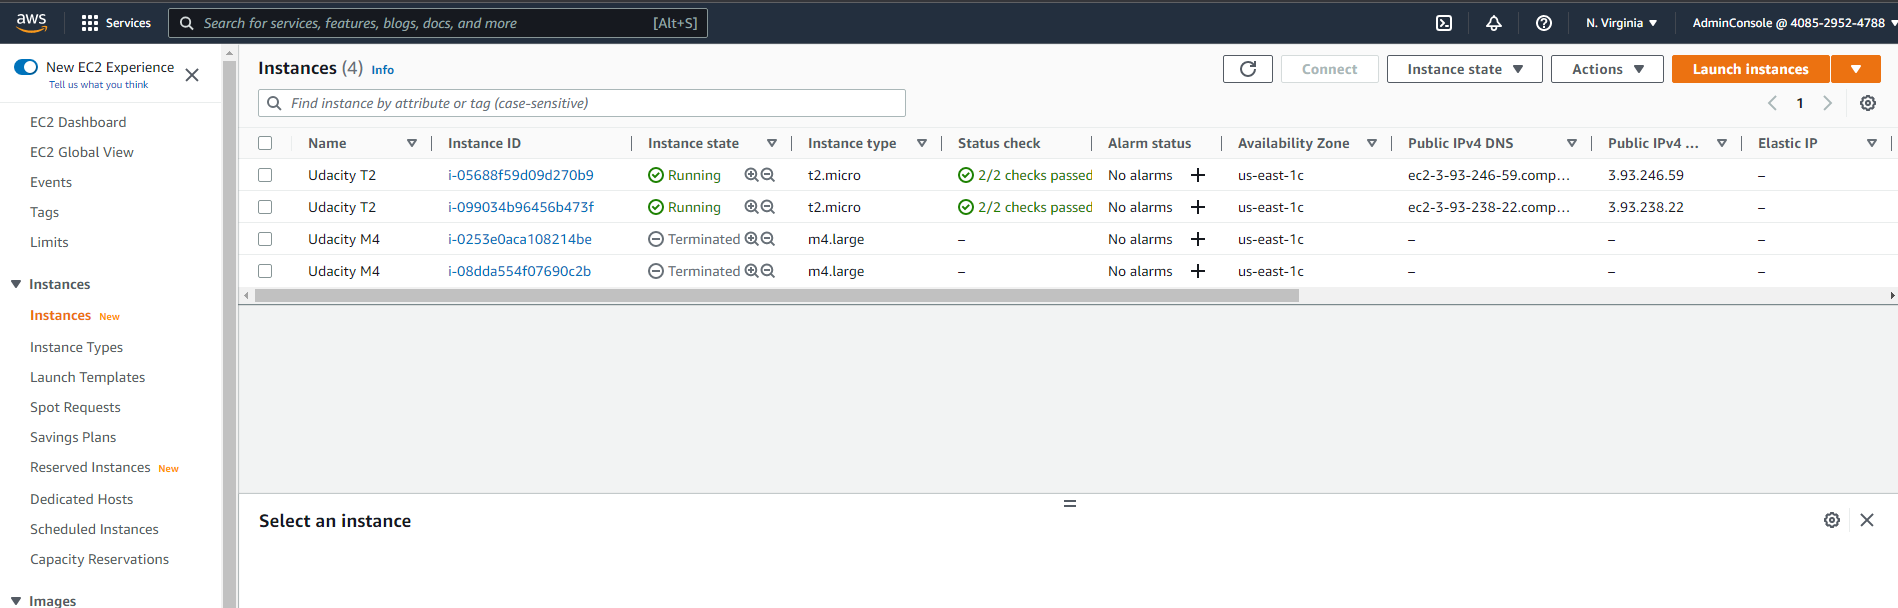 aws
Services
Search for services, features, blogs, docs, and more
[Alt+S]
N. Virginia
AdminConsole @ 4085-2952-4788
New EC2 Experience
Tell us what you think
EC2 Dashboard
EC2 Global View
Events
Tags
Limits
Instances
Instances New
Instance Types
Launch Templates
Spot Requests
Savings Plans
Reserved Instances New
Dedicated Hosts
Scheduled Instances
Capacity Reservations
Images
Instances (4) Info
Connect
Instance state
Actions
Launch instances
Find instance by attribute or tag (case-sensitive)
1
Name Instance ID Instance state Instance type Status check Alarm status Availability Zone Public IPv4 DNS Public IPv4 ... Elastic IP
Udacity T2 i-05688f59d09d270b9 Running t2.micro 2/2 checks passed No alarms + us-east-1c ec2-3-93-246-59.comp... 3.93.246.59 –
Udacity T2 i-099034b96456b473f Running t2.micro 2/2 checks passed No alarms + us-east-1c ec2-3-93-238-22.comp... 3.93.238.22 –
Udacity M4 i-0253e0aca108214be Terminated m4.large – No alarms + us-east-1c – – –
Udacity M4 i-08dda554f07690c2b Terminated m4.large – No alarms + us-east-1c – – –
Select an instance